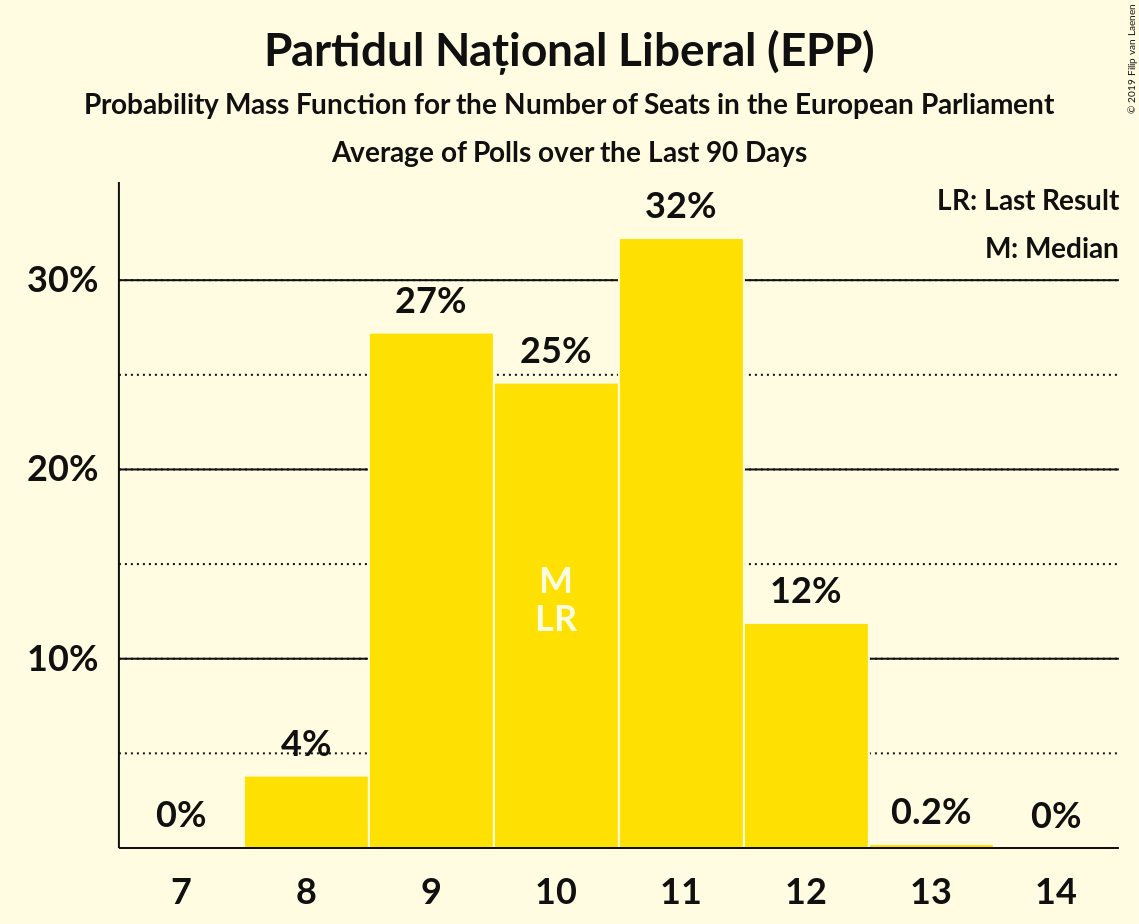 Partidul Național Liberal (EPP)
Probability Mass Function for the Number of Seats in the European Parliament
Average of Polls over the Last 90 Days
© 2019 Filip van Laenen
LR: Last Result
M: Median
30%
20%
10%
0%
4%
27%
25%
32%
12%
0.2%
0%
M
LR
7
8
9
10
11
12
13
14